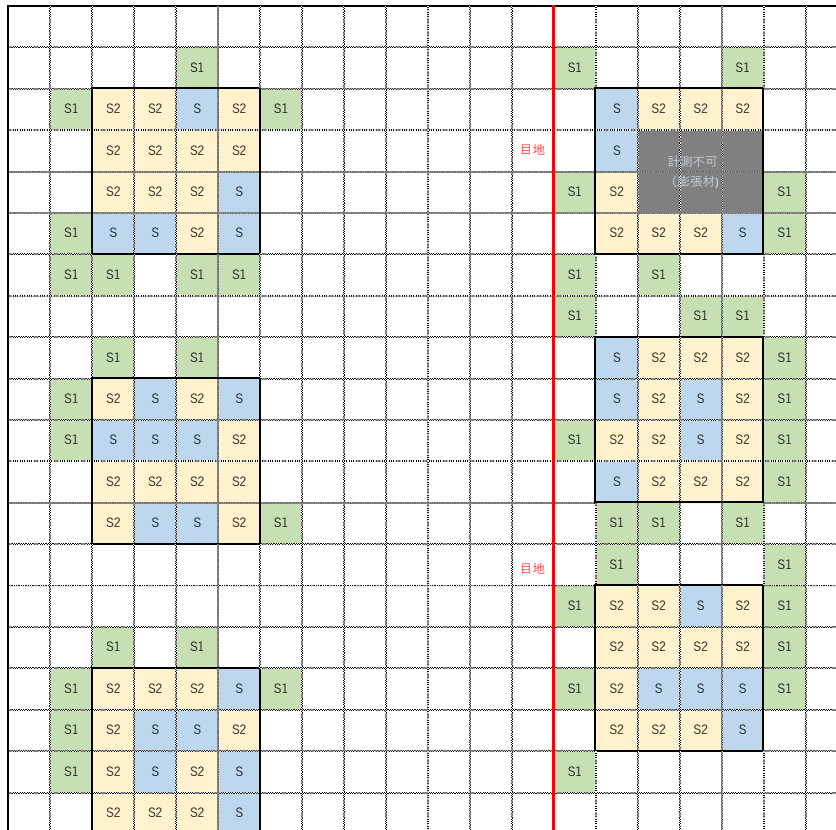 S1 S1 S1
S1 S2 S2 S S2 S1 S S2 S2 S2
S2 S2 S2 S2 目地 S 計測不可
（膨張材)
S2 S2 S2 S S1 S2 S1
S1 S S S2 S S2 S2 S2 S S1
S1 S1 S1 S1 S1 S1
S1 S1 S1
S1 S1 S S2 S2 S2 S1
S1 S2 S S2 S S S2 S S2 S1
S1 S S S S2 S1 S2 S2 S S2 S1
S2 S2 S2 S2 S S2 S2 S2 S1
S2 S S S2 S1 S1 S1 S1
目地 S1 S1
S1 S2 S2 S S2 S1
S1 S1 S2 S2 S2 S2 S1
S1 S2 S2 S2 S S1 S1 S2 S S S S1
S1 S2 S S S2 S2 S2 S2 S
S1 S2 S S2 S S1
S2 S2 S2 S